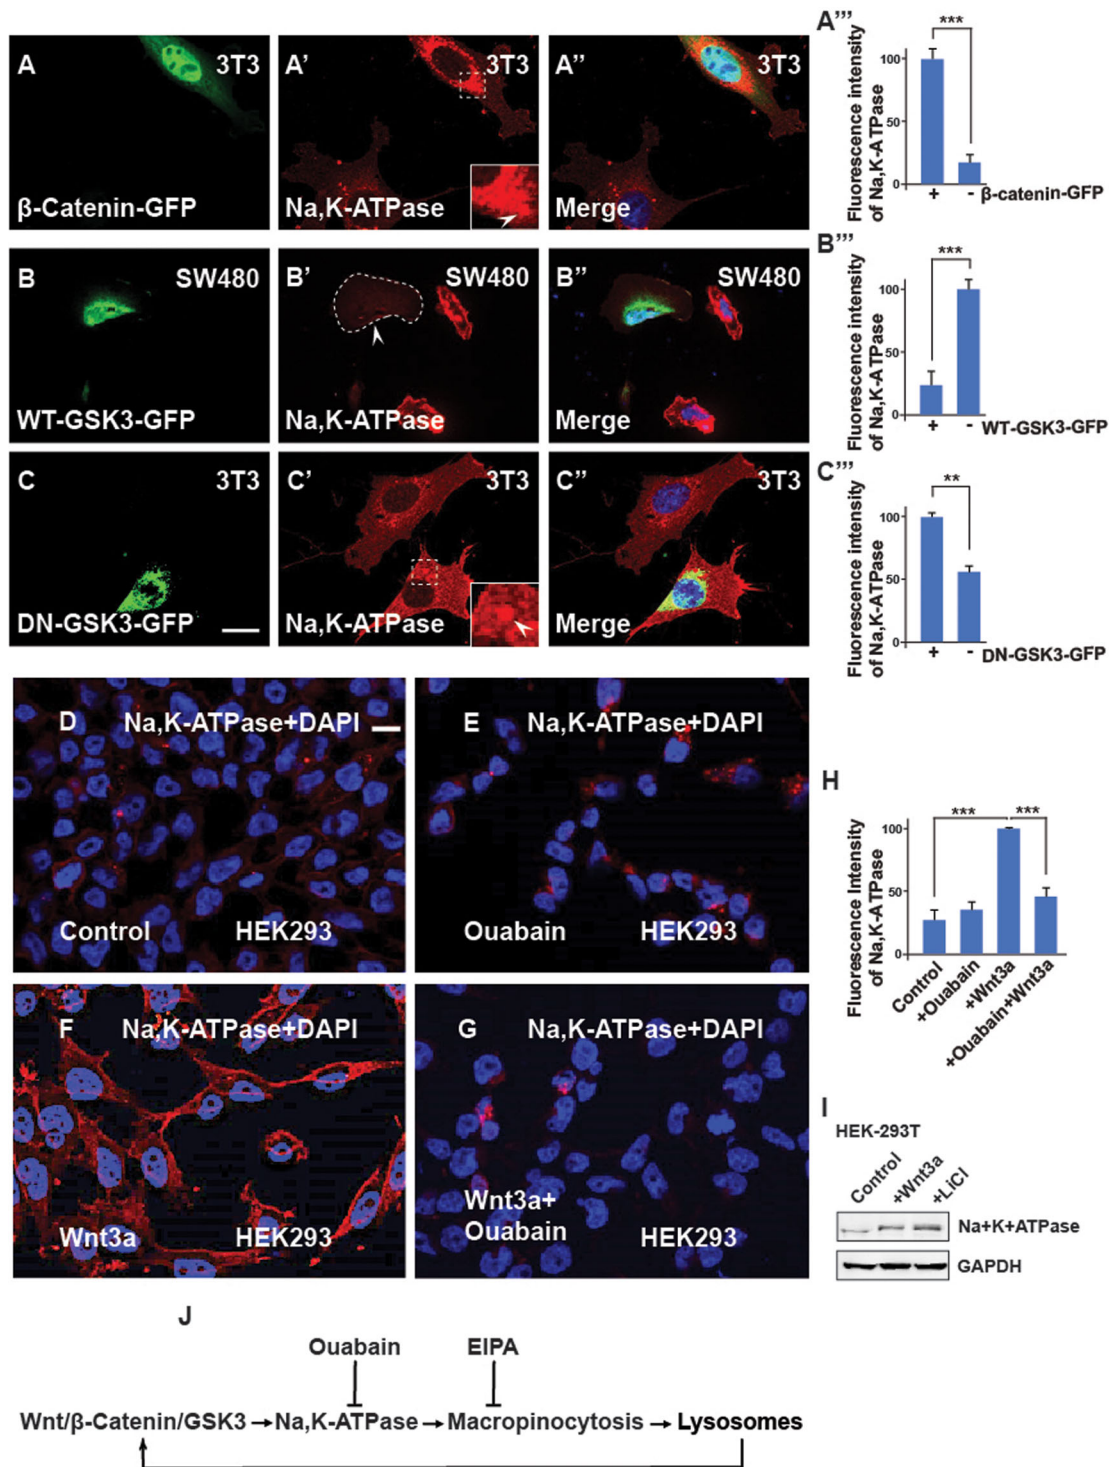 A
3T3
β-Catenin-GFP
A'
3T3
Na,K-ATPase
A''
3T3
Merge
A'''
Fluorescence intensity
of Na,K-ATPase
100
50
0
***
+ - β-catenin-GFP
B
SW480
WT-GSK3-GFP
B'
SW480
Na,K-ATPase
B''
SW480
Merge
B'''
Fluorescence intensity
of Na,K-ATPase
100
50
0
***
+ - WT-GSK3-GFP
C
3T3
DN-GSK3-GFP
C'
3T3
Na,K-ATPase
C''
3T3
Merge
C'''
Fluorescence intensity
of Na,K-ATPase
100
50
0
**
+ - DN-GSK3-GFP
D Na,K-ATPase+DAPI
Control HEK293
E Na,K-ATPase+DAPI
Ouabain HEK293
F Na,K-ATPase+DAPI
Wnt3a HEK293
G Na,K-ATPase+DAPI
Wnt3a+
Ouabain HEK293
H
Fluorescence Intensity
of Na,K-ATPase
100
50
0
*** ***
Control
+Ouabain
+Wnt3a
+Ouabain+Wnt3a
I
HEK-293T
Control
+Wnt3a
+LiCl
Na+K+ATPase
GAPDH
J
Ouabain EIPA
Wnt/β-Catenin/GSK3 → Na,K-ATPase → Macropinocytosis → Lysosomes